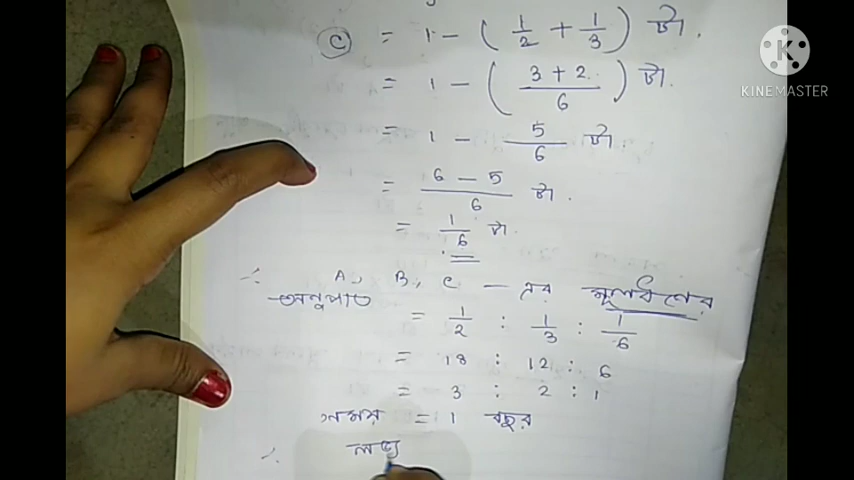 C = 1 - ( 1/2 + 1/3 ) টা.
= 1 - ( 3 + 2 / 6 ) টা.
= 1 - 5/6 টা
= 6 - 5 / 6 টা.
= 1/6 টা.
∴ A, B, C - এর মূলধনের
অনুপাত
= 1/2 : 1/3 : 1/6
= 18 : 12 : 6
= 3 : 2 : 1
সময় = 1 বছর
∴ লভ্য
K
KINEMASTER